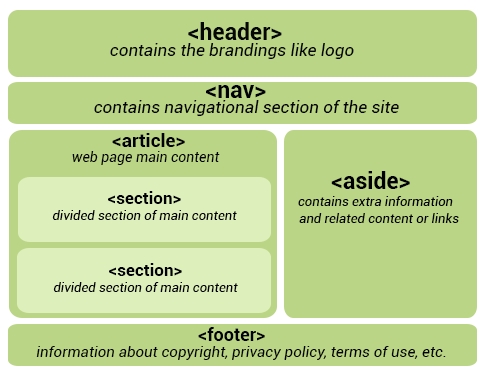 <header>
contains the brandings like logo
<nav>
contains navigational section of the site
<article>
web page main content
<section>
divided section of main content
<section>
divided section of main content
<aside>
contains extra information
and related content or links
<footer>
information about copyright, privacy policy, terms of use, etc.